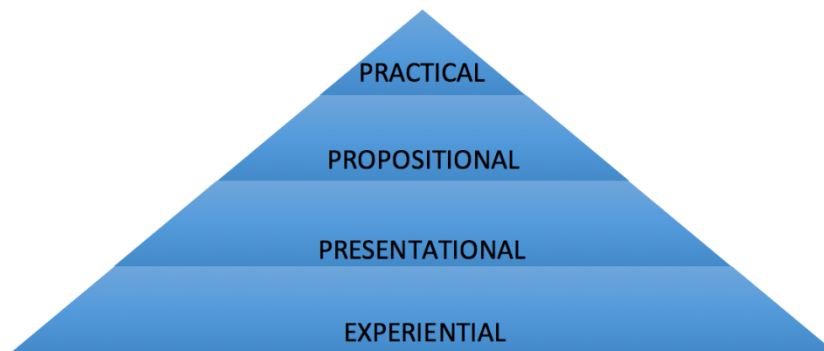 PRACTICAL
PROPOSITIONAL
PRESENTATIONAL
EXPERIENTIAL